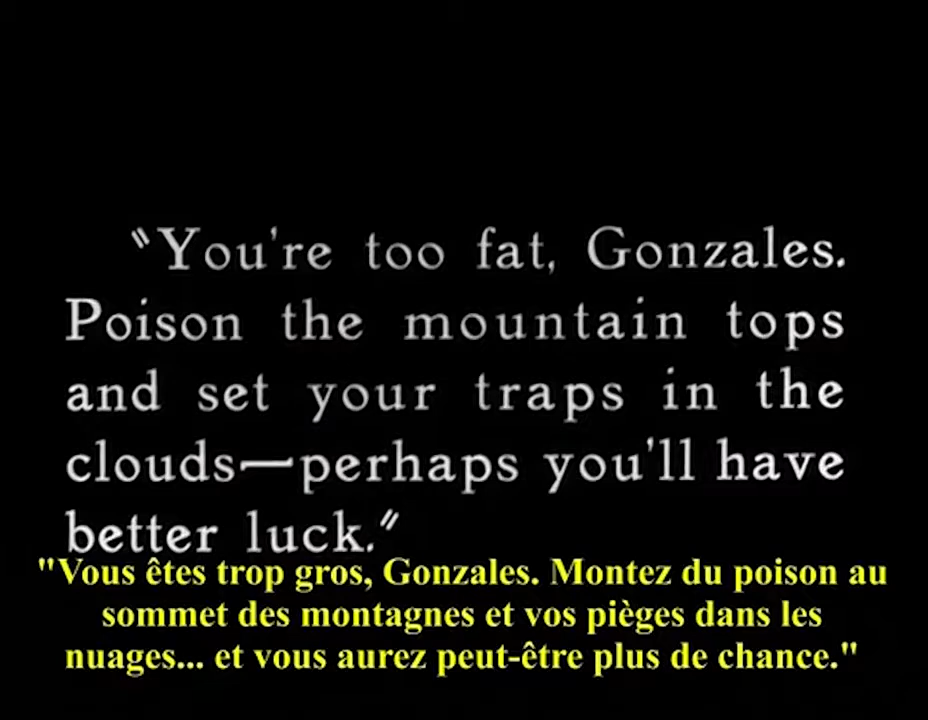 "You're too fat, Gonzales.
Poison the mountain tops
and set your traps in the
clouds—perhaps you'll have
better luck."
"Vous êtes trop gros, Gonzales. Montez du poison au
sommet des montagnes et vos pièges dans les
nuages... et vous aurez peut-être plus de chance."